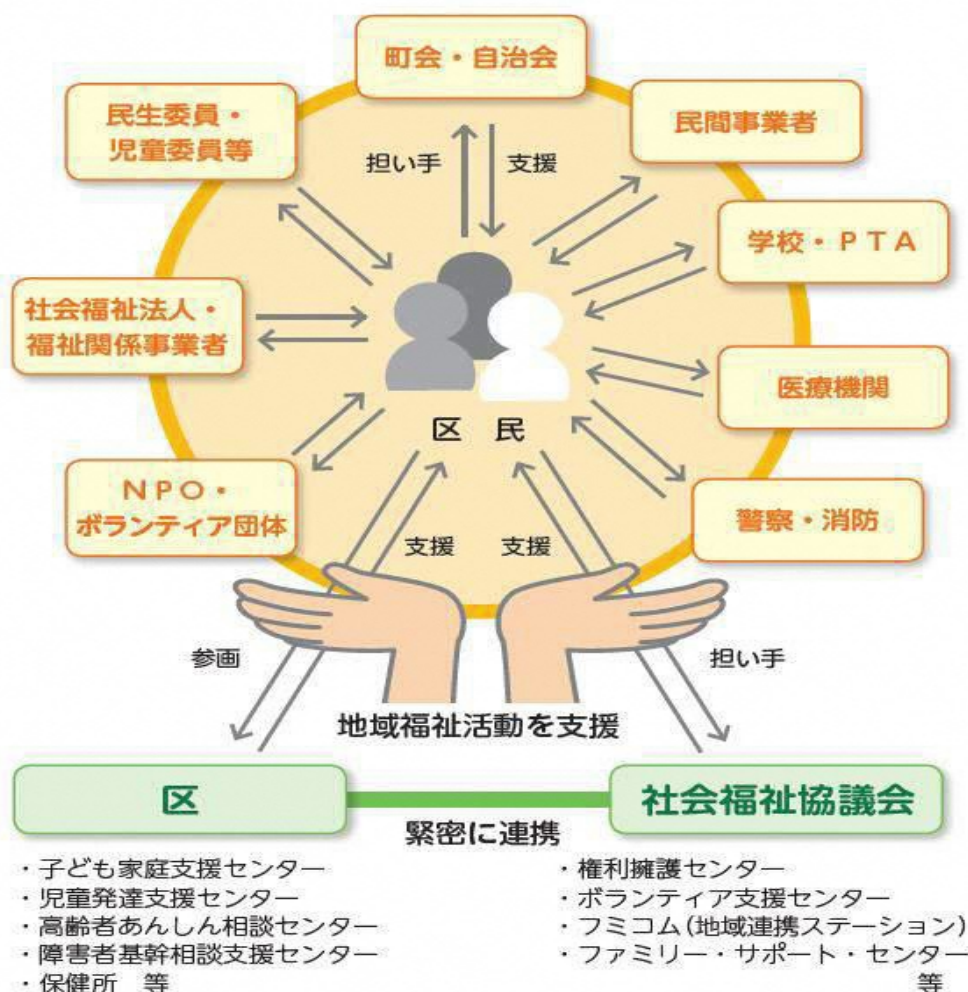 町会・自治会
民生委員・
児童委員等
民間事業者
担い手
支援
学校・ＰＴＡ
社会福祉法人・
福祉関係事業者
医療機関
区　民
ＮＰＯ・
ボランティア団体
警察・消防
支援
支援
参画
担い手
地域福祉活動を支援
区
社会福祉協議会
緊密に連携
・子ども家庭支援センター
・児童発達支援センター
・高齢者あんしん相談センター
・障害者基幹相談支援センター
・保健所　等
・権利擁護センター
・ボランティア支援センター
・フミコム(地域連携ステーション)
・ファミリー・サポート・センター
等